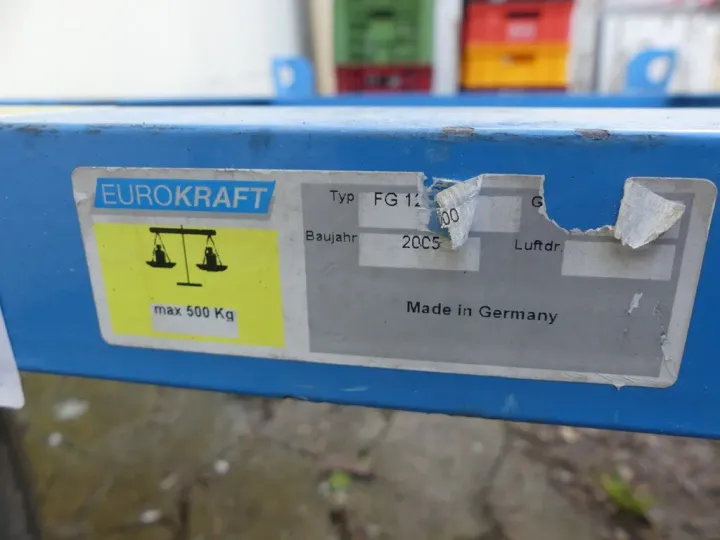 EUROKRAFT
max 500 Kg
Typ FG 12 00 G
Baujahr 2005 Luftdr
Made in Germany